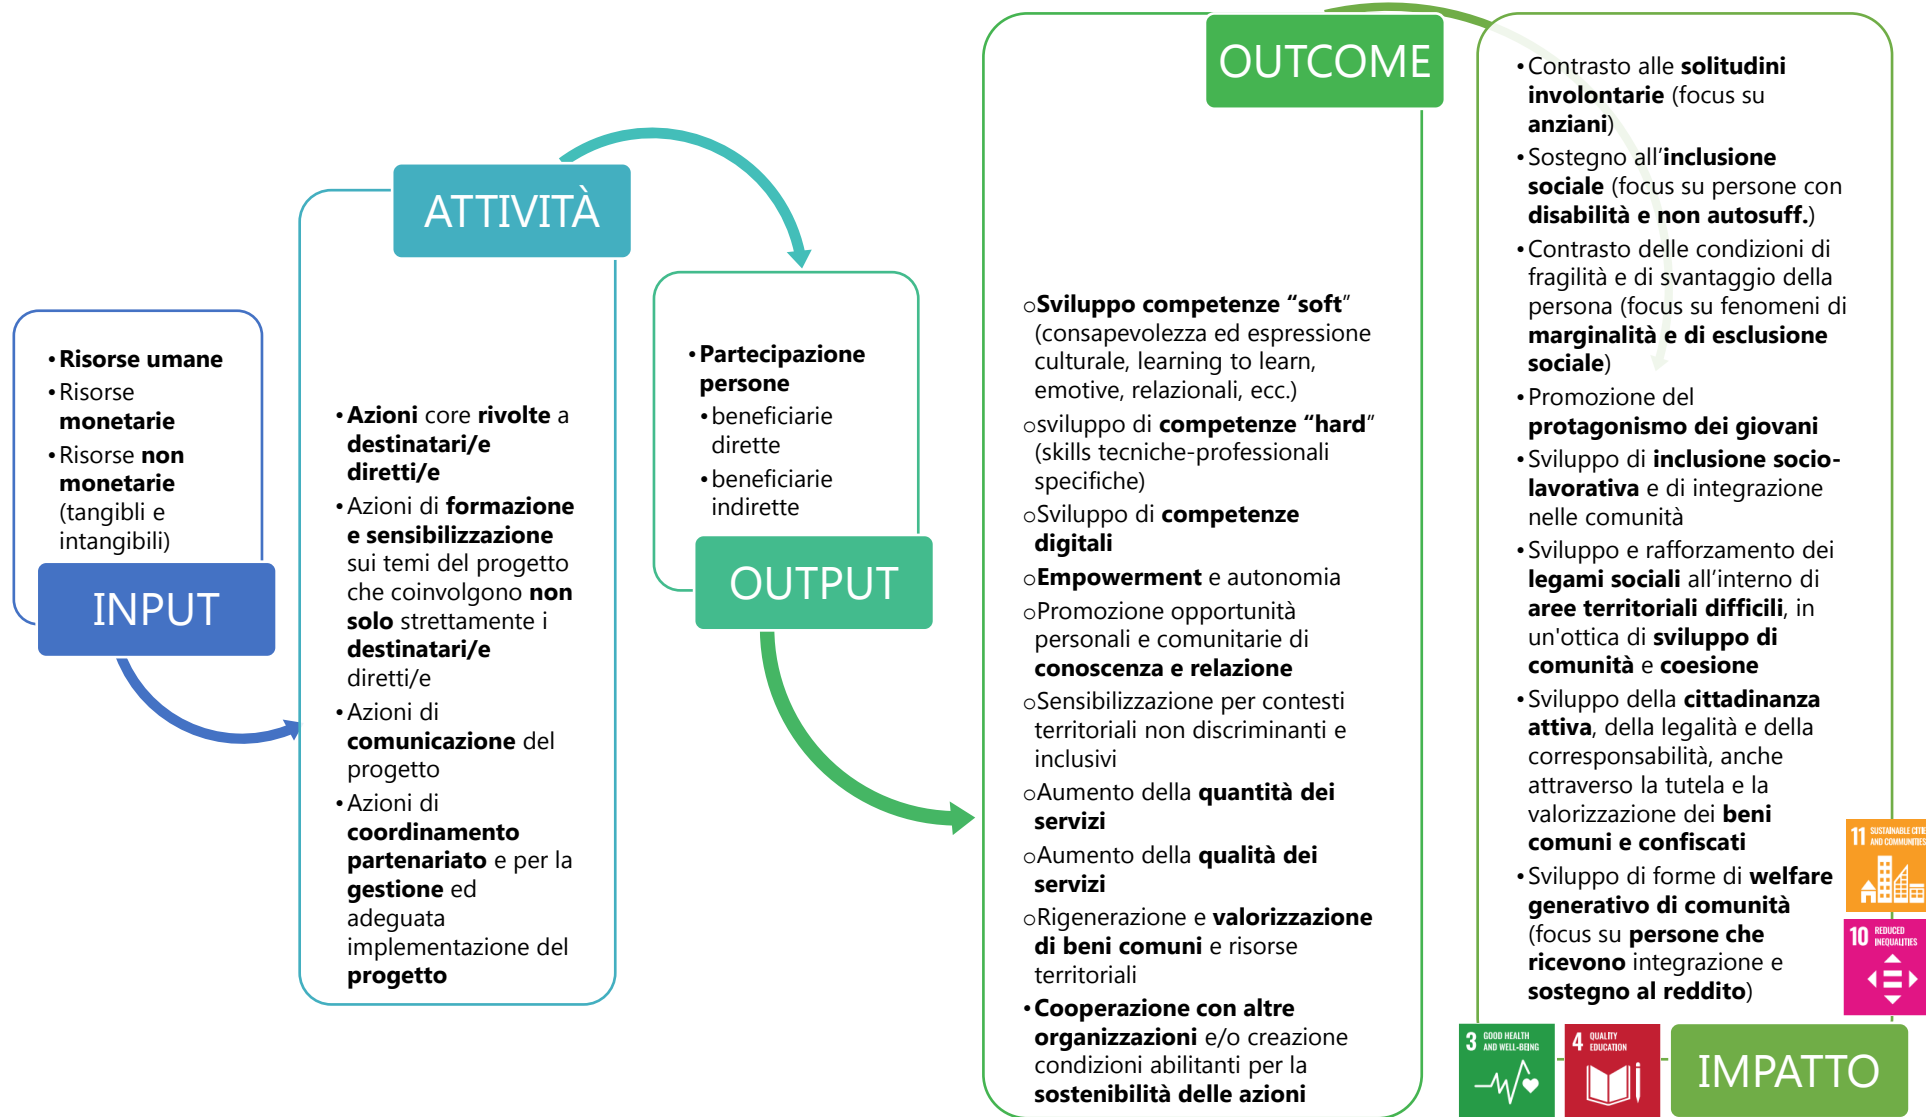 • Risorse umane
• Risorse
monetarie
• Risorse non
monetarie
(tangibli e
intangibili)
INPUT
ATTIVITÀ
• Azioni core rivolte a
destinatari/e
diretti/e
• Azioni di formazione
e sensibilizzazione
sui temi del progetto
che coinvolgono non
solo strettamente i
destinatari/e
diretti/e
• Azioni di
comunicazione del
progetto
• Azioni di
coordinamento
partenariato e per la
gestione ed
adeguata
implementazione del
progetto
• Partecipazione
persone
• beneficiarie
dirette
• beneficiarie
indirette
OUTPUT
OUTCOME
o Sviluppo competenze “soft”
(consapevolezza ed espressione
culturale, learning to learn,
emotive, relazionali, ecc.)
o sviluppo di competenze “hard”
(skills tecniche-professionali
specifiche)
o Sviluppo di competenze
digitali
o Empowerment e autonomia
o Promozione opportunità
personali e comunitarie di
conoscenza e relazione
o Sensibilizzazione per contesti
territoriali non discriminanti e
inclusivi
o Aumento della quantità dei
servizi
o Aumento della qualità dei
servizi
o Rigenerazione e valorizzazione
di beni comuni e risorse
territoriali
• Cooperazione con altre
organizzazioni e/o creazione
condizioni abilitanti per la
sostenibilità delle azioni
• Contrasto alle solitudini
involontarie (focus su
anziani)
• Sostegno all’inclusione
sociale (focus su persone con
disabilità e non autosuff.)
• Contrasto delle condizioni di
fragilità e di svantaggio della
persona (focus su fenomeni di
marginalità e di esclusione
sociale)
• Promozione del
protagonismo dei giovani
• Sviluppo di inclusione socio-
lavorativa e di integrazione
nelle comunità
• Sviluppo e rafforzamento dei
legami sociali all’interno di
aree territoriali difficili, in
un'ottica di sviluppo di
comunità e coesione
• Sviluppo della cittadinanza
attiva, della legalità e della
corresponsabilità, anche
attraverso la tutela e la
valorizzazione dei beni
comuni e confiscati
• Sviluppo di forme di welfare
generativo di comunità
(focus su persone che
ricevono integrazione e
sostegno al reddito)
11 SUSTAINABLE CITIE
AND COMMUNITIES
10 REDUCED
INEQUALITIES
3 GOOD HEALTH
AND WELL-BEING
4 QUALITY
EDUCATION
IMPATTO